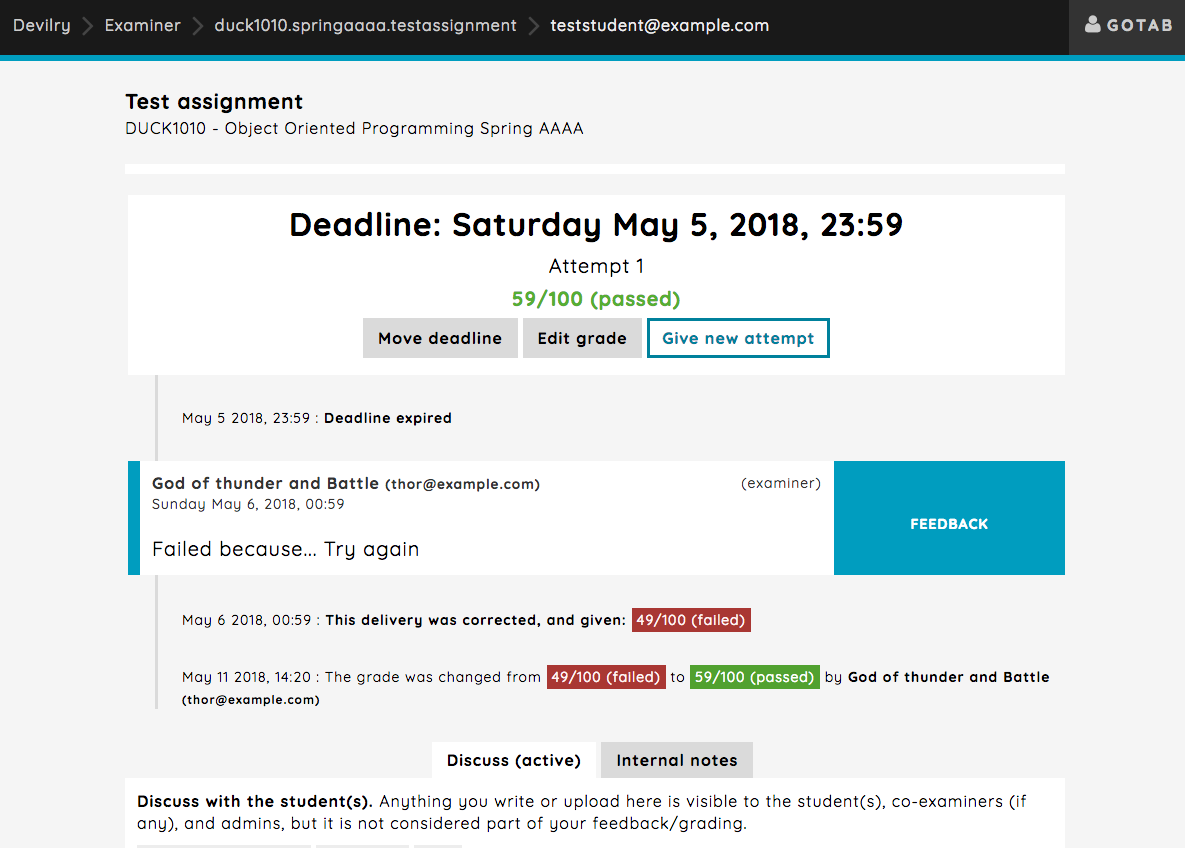 Devilry Examiner duck1010.springaaaa.testassignment teststudent@example.com GOTAB
Test assignment
DUCK1010 - Object Oriented Programming Spring AAAA
Deadline: Saturday May 5, 2018, 23:59
Attempt 1
59/100 (passed)
Move deadline Edit grade Give new attempt
May 5 2018, 23:59 : Deadline expired
God of thunder and Battle (thor@example.com) (examiner)
Sunday May 6, 2018, 00:59
FEEDBACK
Failed because... Try again
May 6 2018, 00:59 : This delivery was corrected, and given: 49/100 (failed)
May 11 2018, 14:20 : The grade was changed from 49/100 (failed) to 59/100 (passed) by God of thunder and Battle
(thor@example.com)
Discuss (active) Internal notes
Discuss with the student(s). Anything you write or upload here is visible to the student(s), co-examiners (if
any), and admins, but it is not considered part of your feedback/grading.